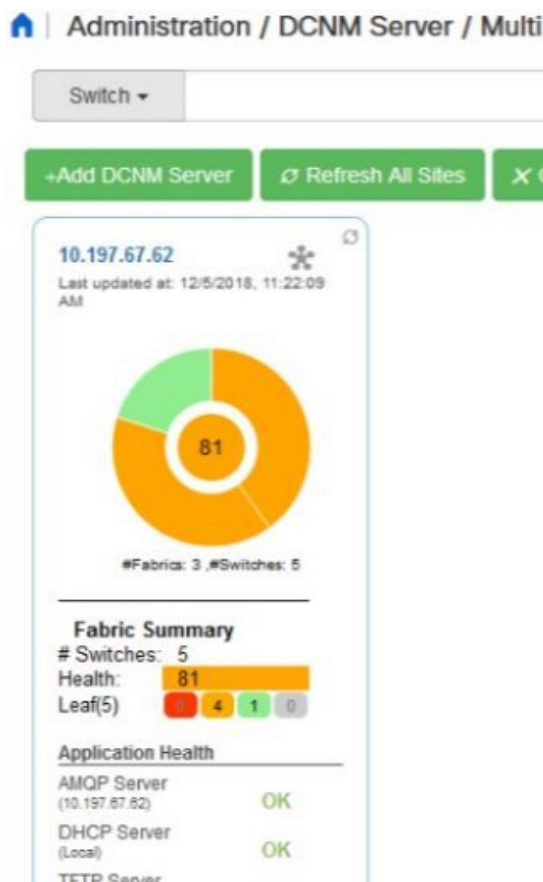 Administration / DCNM Server / Multi
Switch
+Add DCNM Server
Refresh All Sites
10.197.67.62
Last updated at: 12/5/2018, 11:22:09
AM
81
#Fabrics: 3 ,#Switches: 5
Fabric Summary
# Switches: 5
Health: 81
Leaf(5) 0 4 1 0
Application Health
AMQP Server
(10.197.67.62) OK
DHCP Server
(Local) OK
TFTP Server